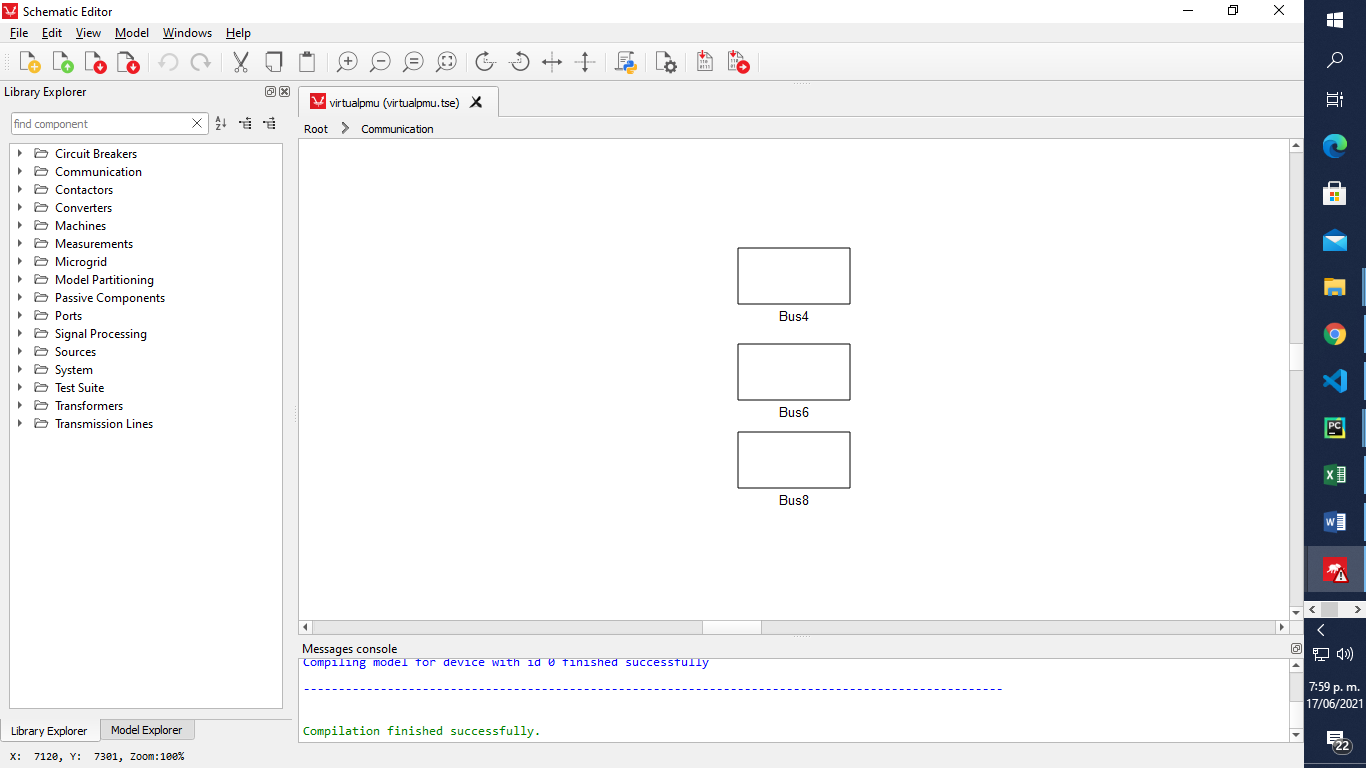 Schematic Editor
File Edit View Model Windows Help
Library Explorer
find component
Circuit Breakers
Communication
Contactors
Converters
Machines
Measurements
Microgrid
Model Partitioning
Passive Components
Ports
Signal Processing
Sources
System
Test Suite
Transformers
Transmission Lines
Library Explorer
Model Explorer
X: 7120, Y: 7301, Zoom:100%
virtualpmu (virtualpmu.tse)
Root Communication
Bus4
Bus6
Bus8
Messages console
Compiling model for device with id 0 finished successfully
----------------------------------------------------------------------------------------------------
Compilation finished successfully.
PC
7:59 p. m.
17/06/2021
22